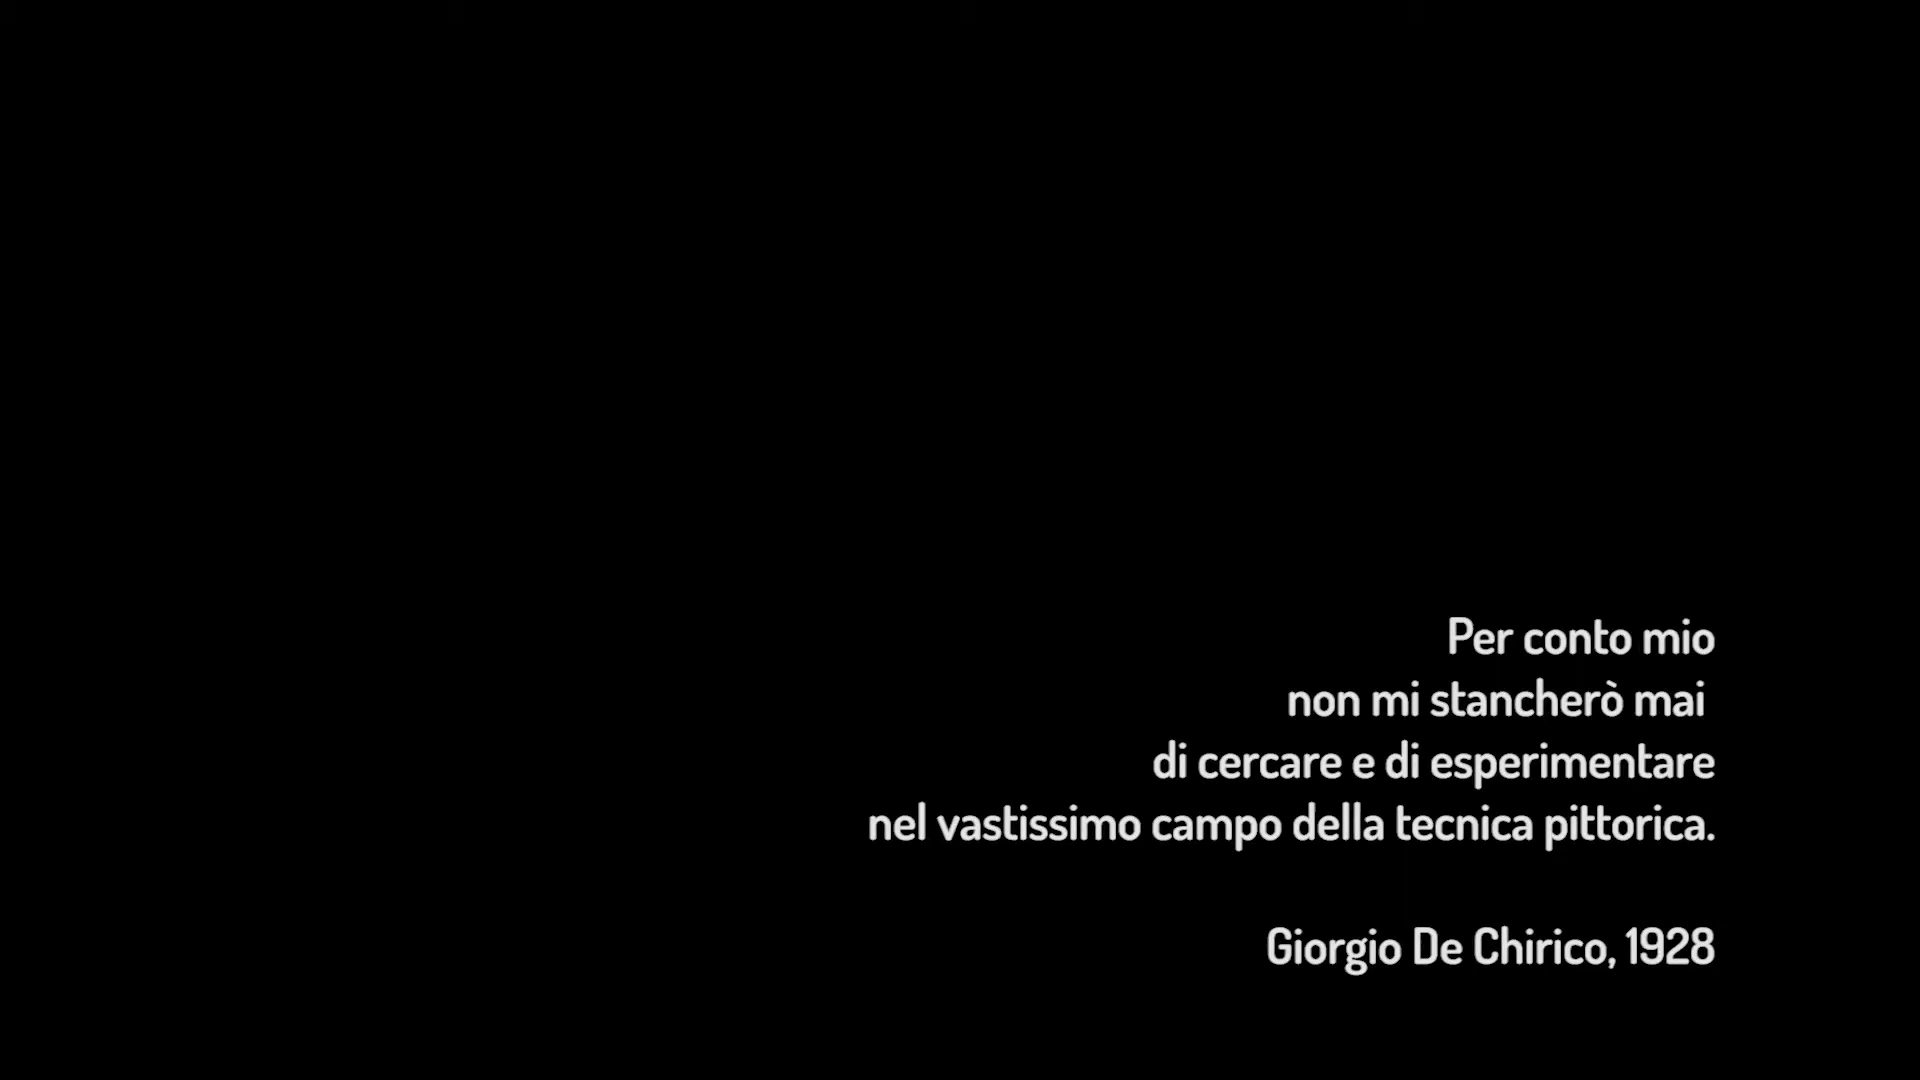 Per conto mio
non mi stancherò mai
di cercare e di esperimentare
nel vastissimo campo della tecnica pittorica.
Giorgio De Chirico, 1928